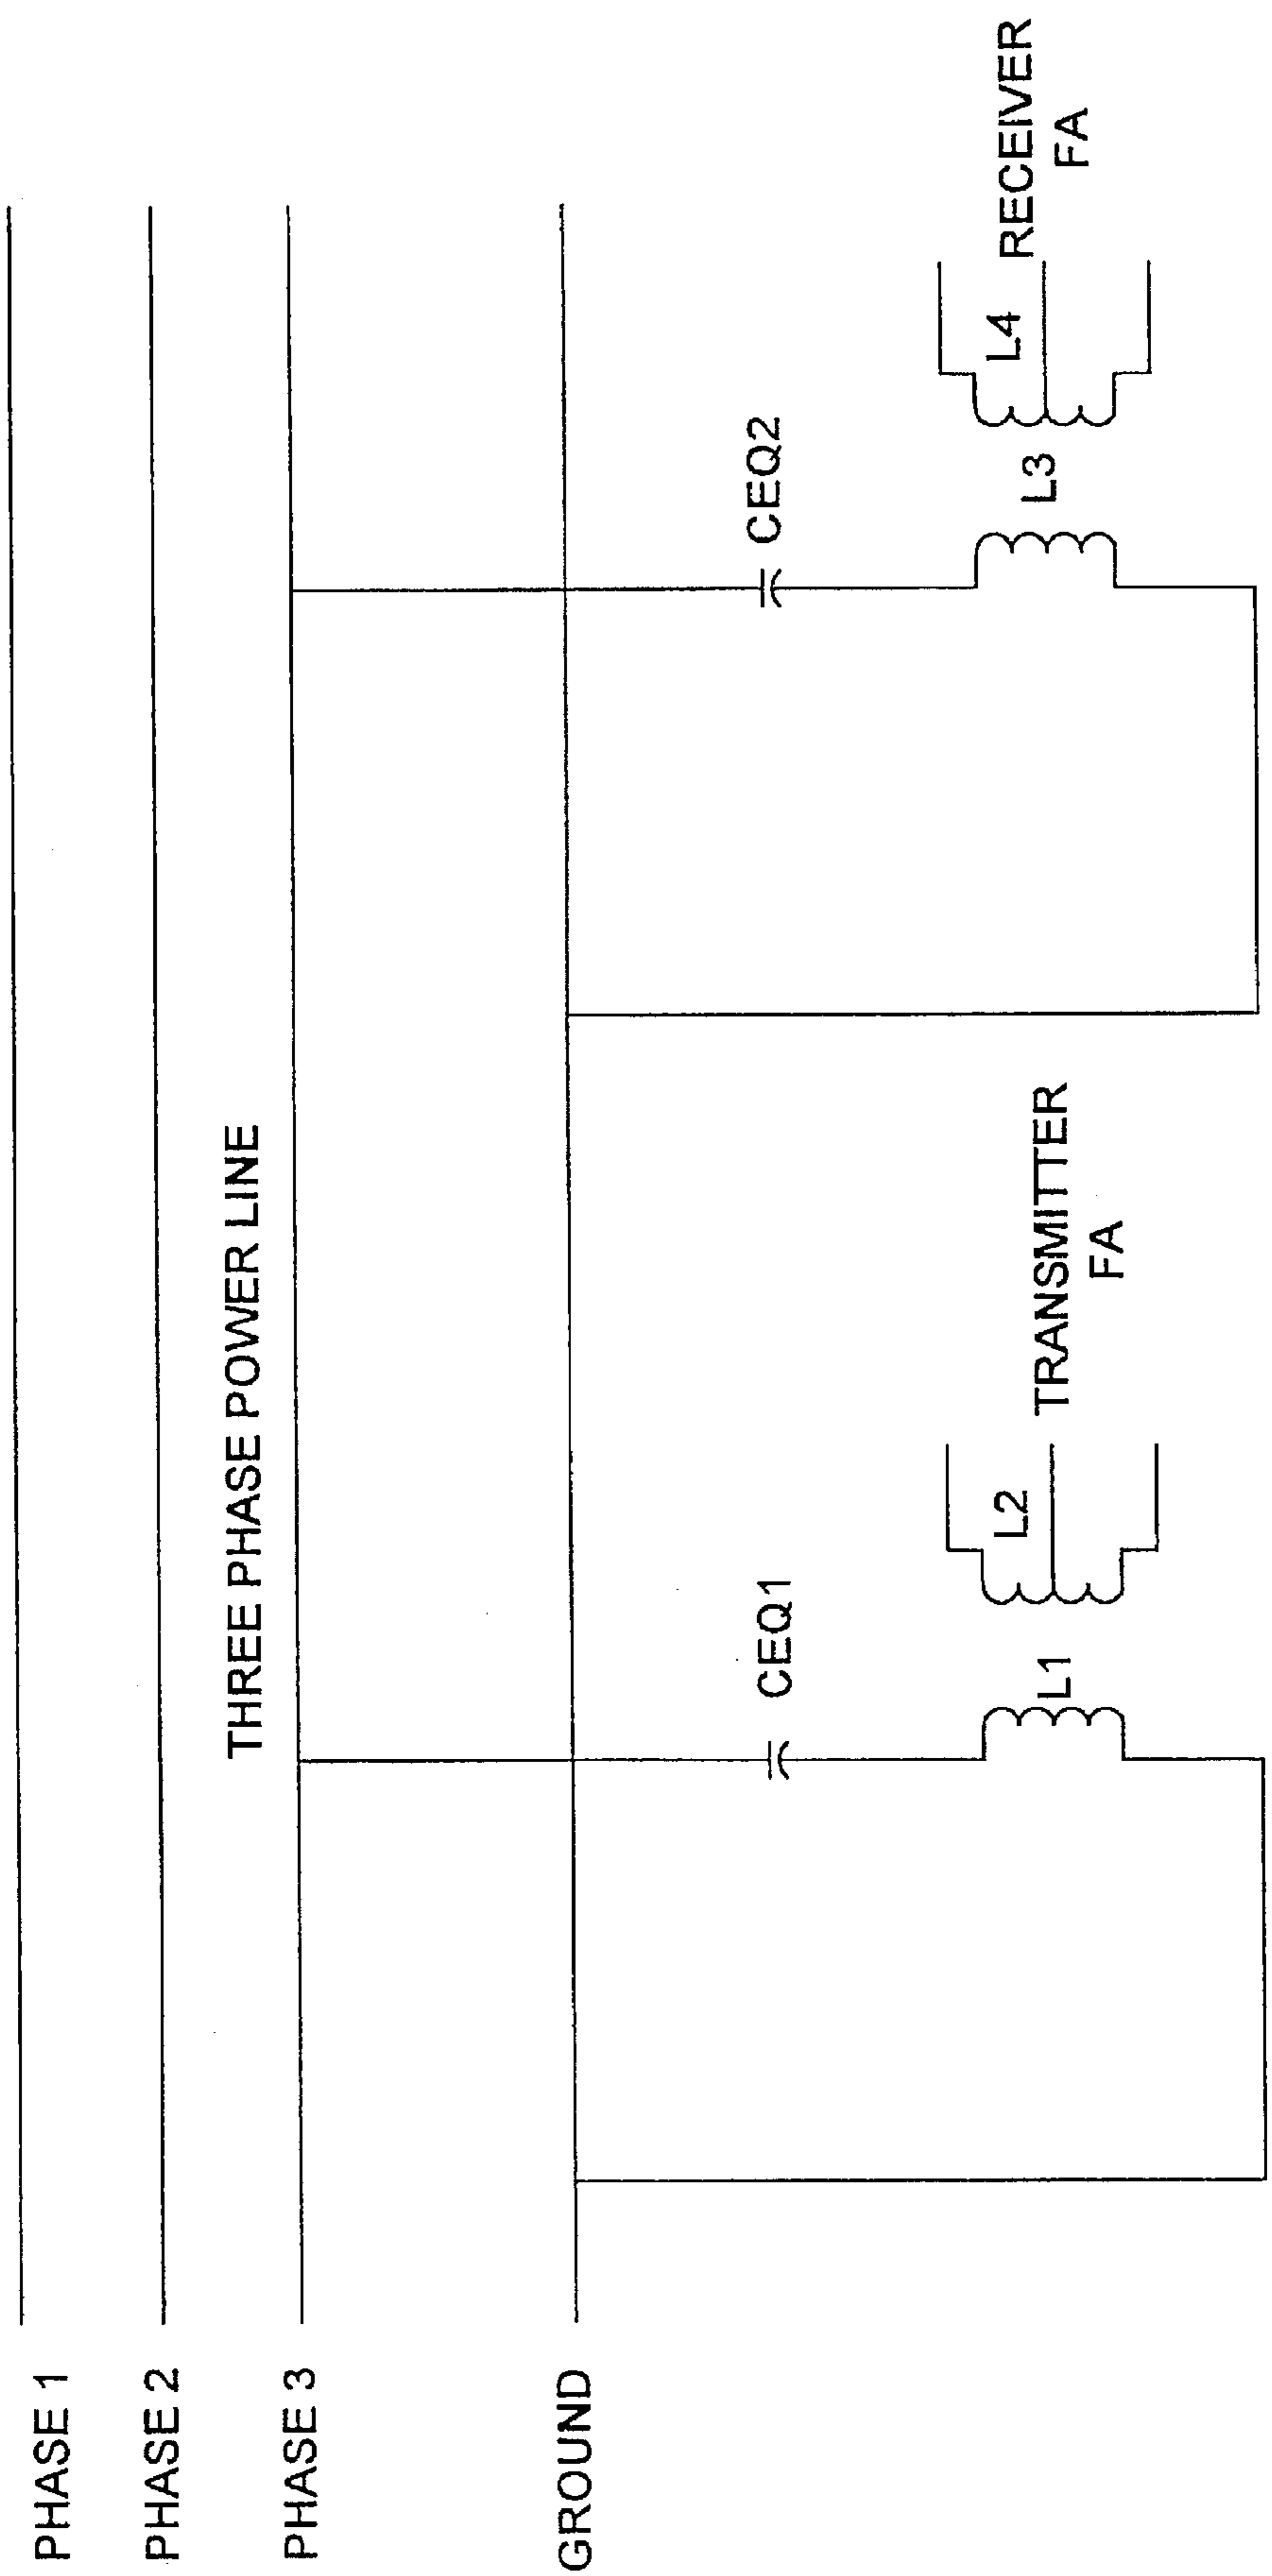 PHASE 1
PHASE 2
THREE PHASE POWER LINE
PHASE 3
GROUND
CEQ1
CEQ2
L1
L2
TRANSMITTER
FA
L3
L4
RECEIVER
FA